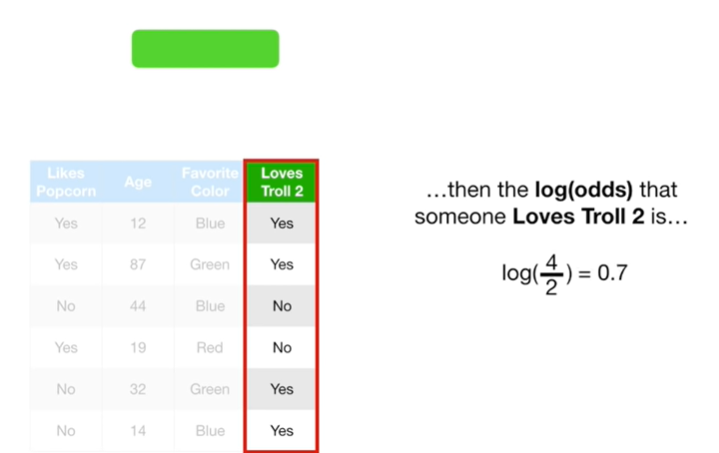 Likes Popcorn Age Favorite Color Loves Troll 2
Yes 12 Blue Yes
Yes 87 Green Yes
No 44 Blue No
Yes 19 Red No
No 32 Green Yes
No 14 Blue Yes
…then the log(odds) that
someone Loves Troll 2 is…
log(4/2) = 0.7